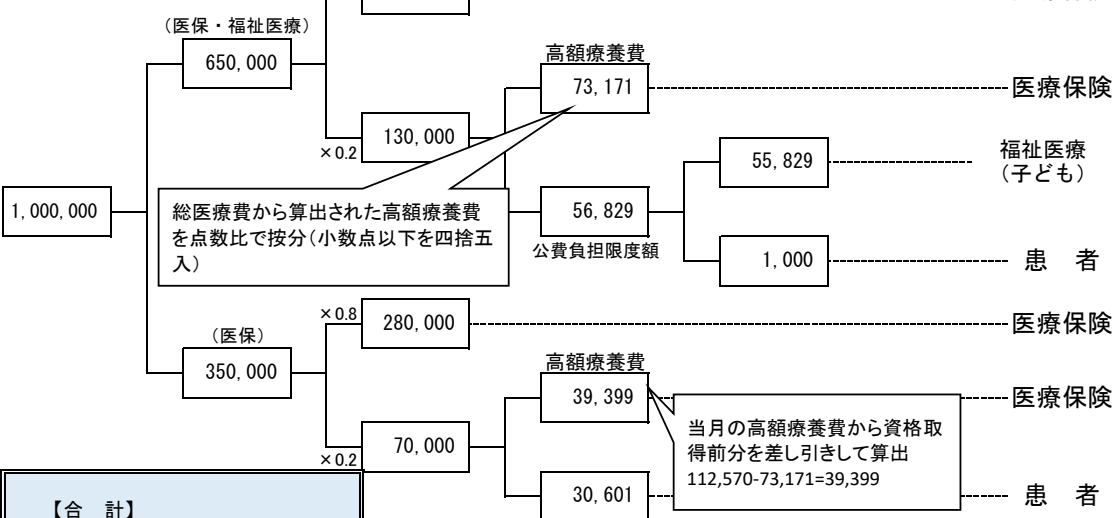 （医保・福祉医療）
650,000
高額療養費
73,171
医療保険
×0.2
130,000
55,829
福祉医療
（子ども）
1,000,000
総医療費から算出された高額療養費
を点数比で按分（小数点以下を四捨五
入）
56,829
公費負担限度額
1,000
患　者
×0.8
280,000
医療保険
（医保）
350,000
高額療養費
39,399
医療保険
当月の高額療養費から資格取
得前分を差し引きして算出
112,570-73,171=39,399
×0.2
70,000
30,601
患　者
【合　計】